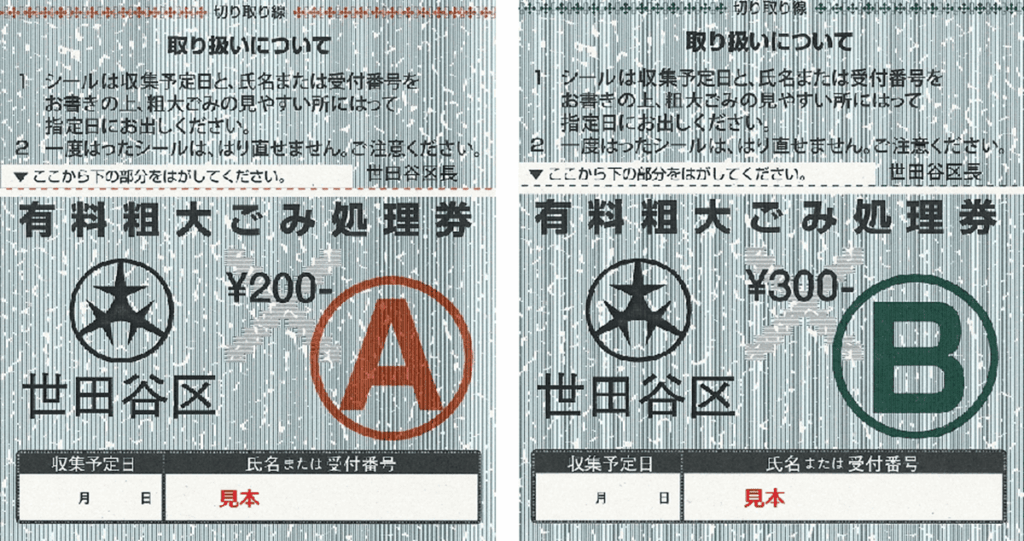 切り取り線
取り扱いについて
1 シールは収集予定日と、氏名または受付番号を
お書きの上、粗大ごみの見やすい所にはって
指定日にお出しください。
2 一度はったシールは、はり直せません。ご注意ください。
▼ここから下の部分をはがしてください。
世田谷区長
有料粗大ごみ処理券
¥200-
A
世田谷区
収集予定日 氏名または受付番号
月 日 見本
切り取り線
取り扱いについて
1 シールは収集予定日と、氏名または受付番号を
お書きの上、粗大ごみの見やすい所にはって
指定日にお出しください。
2 一度はったシールは、はり直せません。ご注意ください。
▼ここから下の部分をはがしてください。
世田谷区長
有料粗大ごみ処理券
¥300-
B
世田谷区
収集予定日 氏名または受付番号
月 日 見本